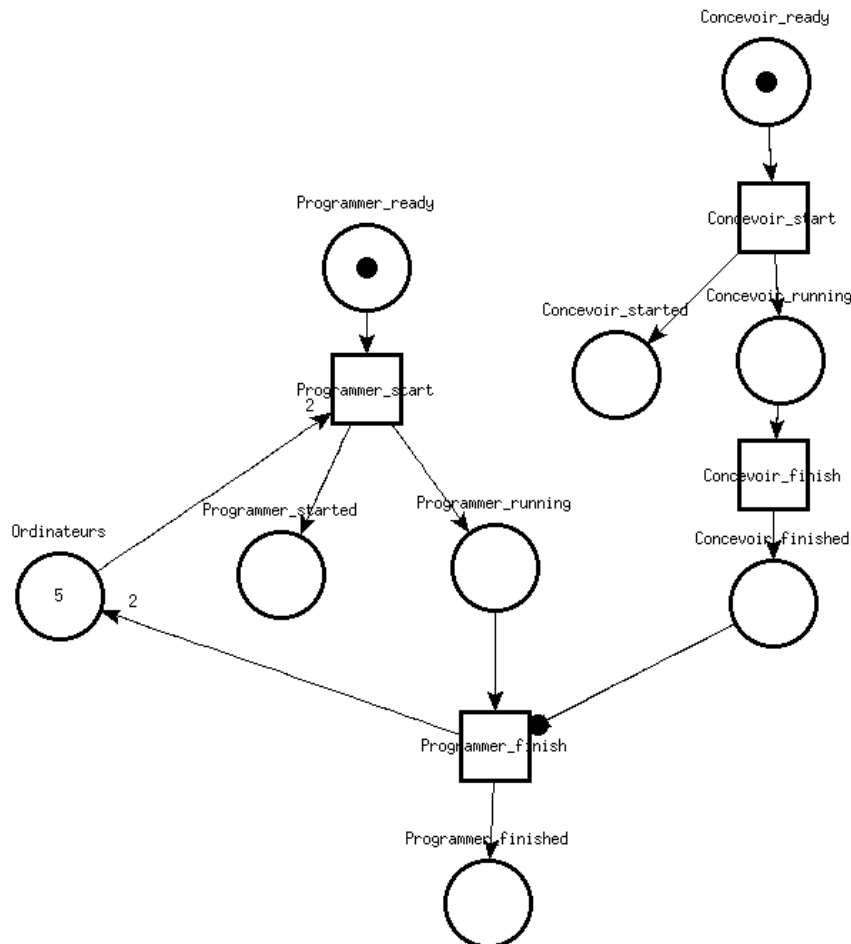 Concevoir_ready
Programmer_ready
Concevoir_start
Concevoir_running
Concevoir_started
Programmer_start
2
Concevoir_finish
Programmer_running
Programmer_started
Ordinateurs
Concevoir_finished
5
2
Programmer_finish
Programmer_finished